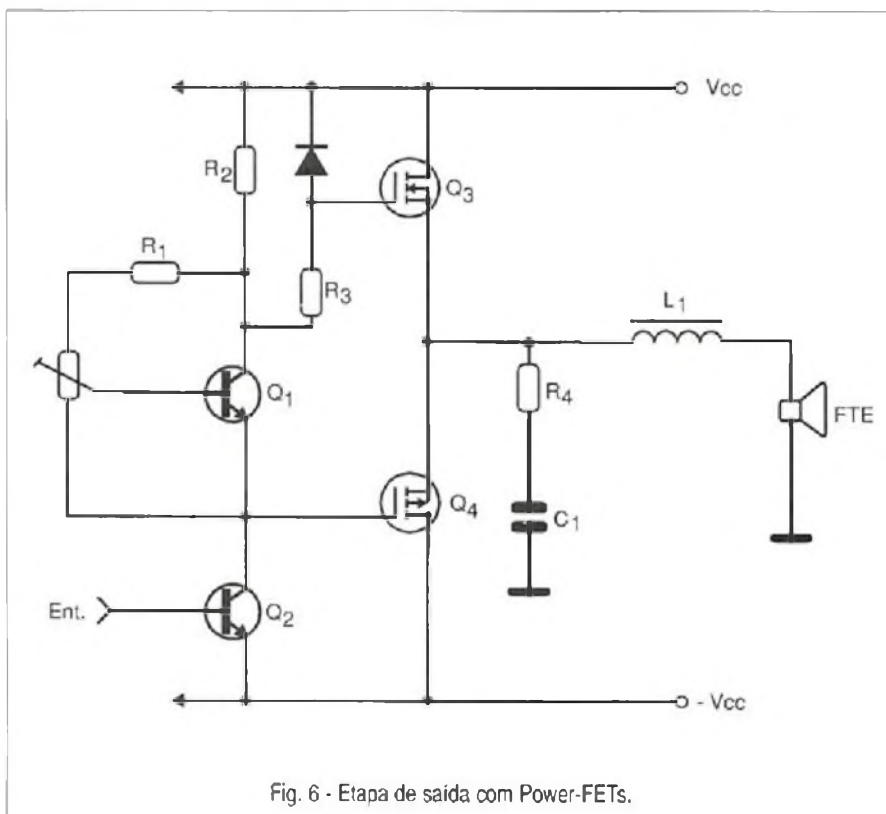 Vcc
R2
Q3
R1
R3
L1
Q1
R4
FTE
Q4
C1
Ent.
Q2
- Vcc
Fig. 6 - Etapa de saída com Power-FETs.